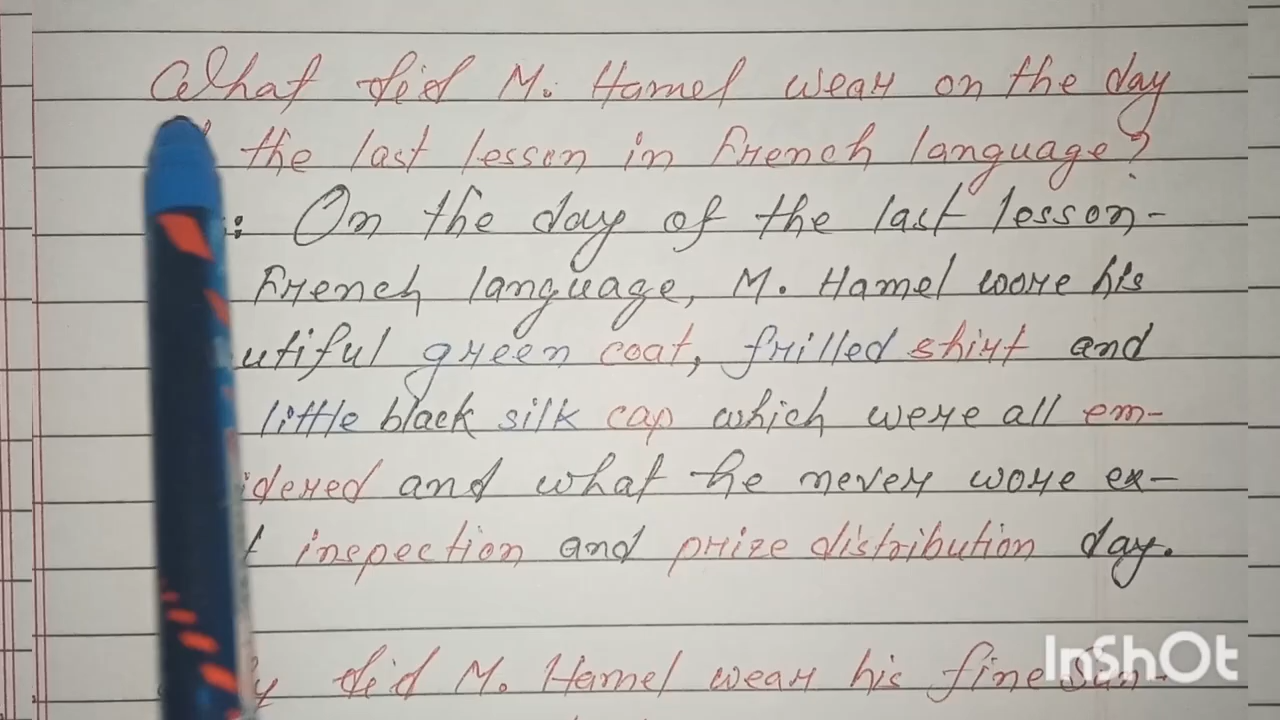 What did M. Hamel wear on the day
the last lesson in French language?
: On the day of the last lesson-
French language, M. Hamel wore his
utiful green coat, frilled shirt and
little black silk cap which were all em-
idered and what he never wore ex-
t inspection and prize distribution day.
y did M. Hamel wear his fine Sun-
InShOt